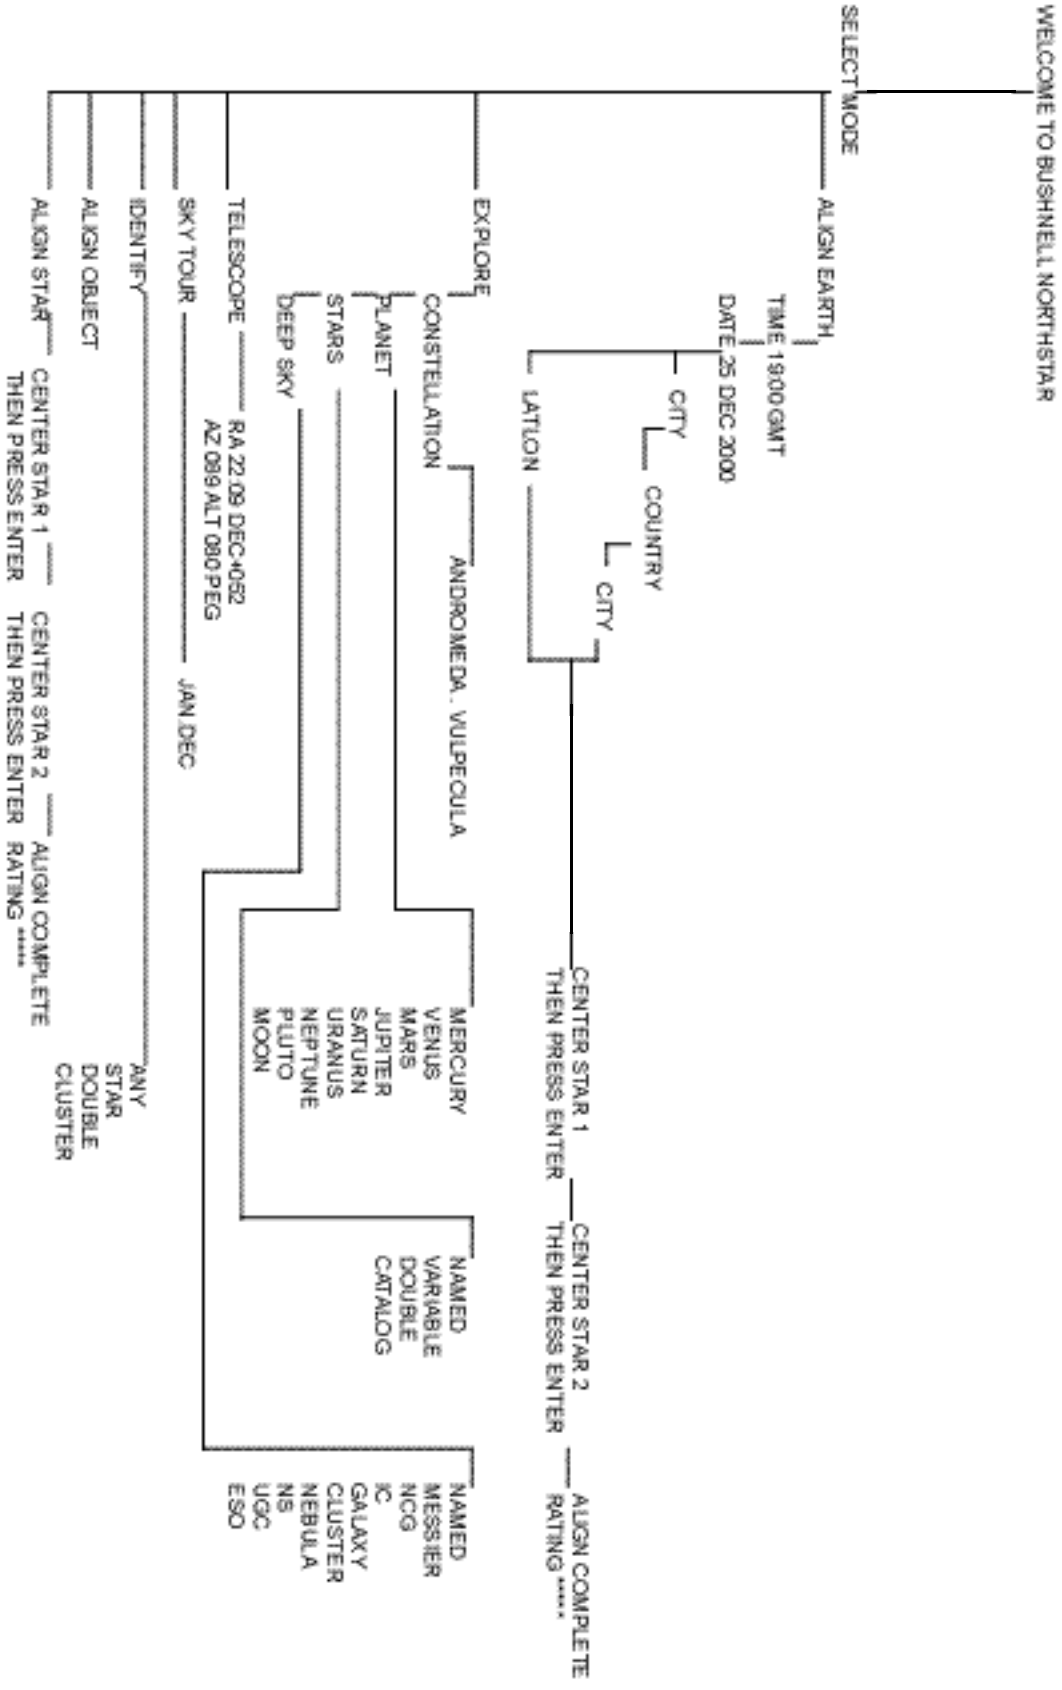 WELCOME TO BUSHNELL NORTHSTAR
SELECT MODE
ALIGN EARTH
TIME 19:00 GMT
DATE 25 DEC 2000
CITY
COUNTRY
CITY
LATLON
CENTER STAR 1
THEN PRESS ENTER
CENTER STAR 2
THEN PRESS ENTER
ALIGN COMPLETE
RATING *****
EXPLORE
CONSTELLATION
ANDROMEDA . VULPECULA
PLANET
MERCURY
VENUS
MARS
JUPITER
SATURN
URANUS
NEPTUNE
PLUTO
MOON
STARS
NAMED
VARIABLE
DOUBLE
CATALOG
DEEP SKY
NAMED
MESSIER
NCG
IC
GALAXY
CLUSTER
NEBULA
NS
UGC
ESO
TELESCOPE
RA 22:09 DEC+052
AZ 089 ALT 080 PEG
SKY TOUR
JAN.DEC
IDENTIFY
ANY
STAR
DOUBLE
CLUSTER
ALIGN OBJECT
ALIGN STAR
CENTER STAR 1
THEN PRESS ENTER
CENTER STAR 2
THEN PRESS ENTER
ALIGN COMPLETE
RATING *****